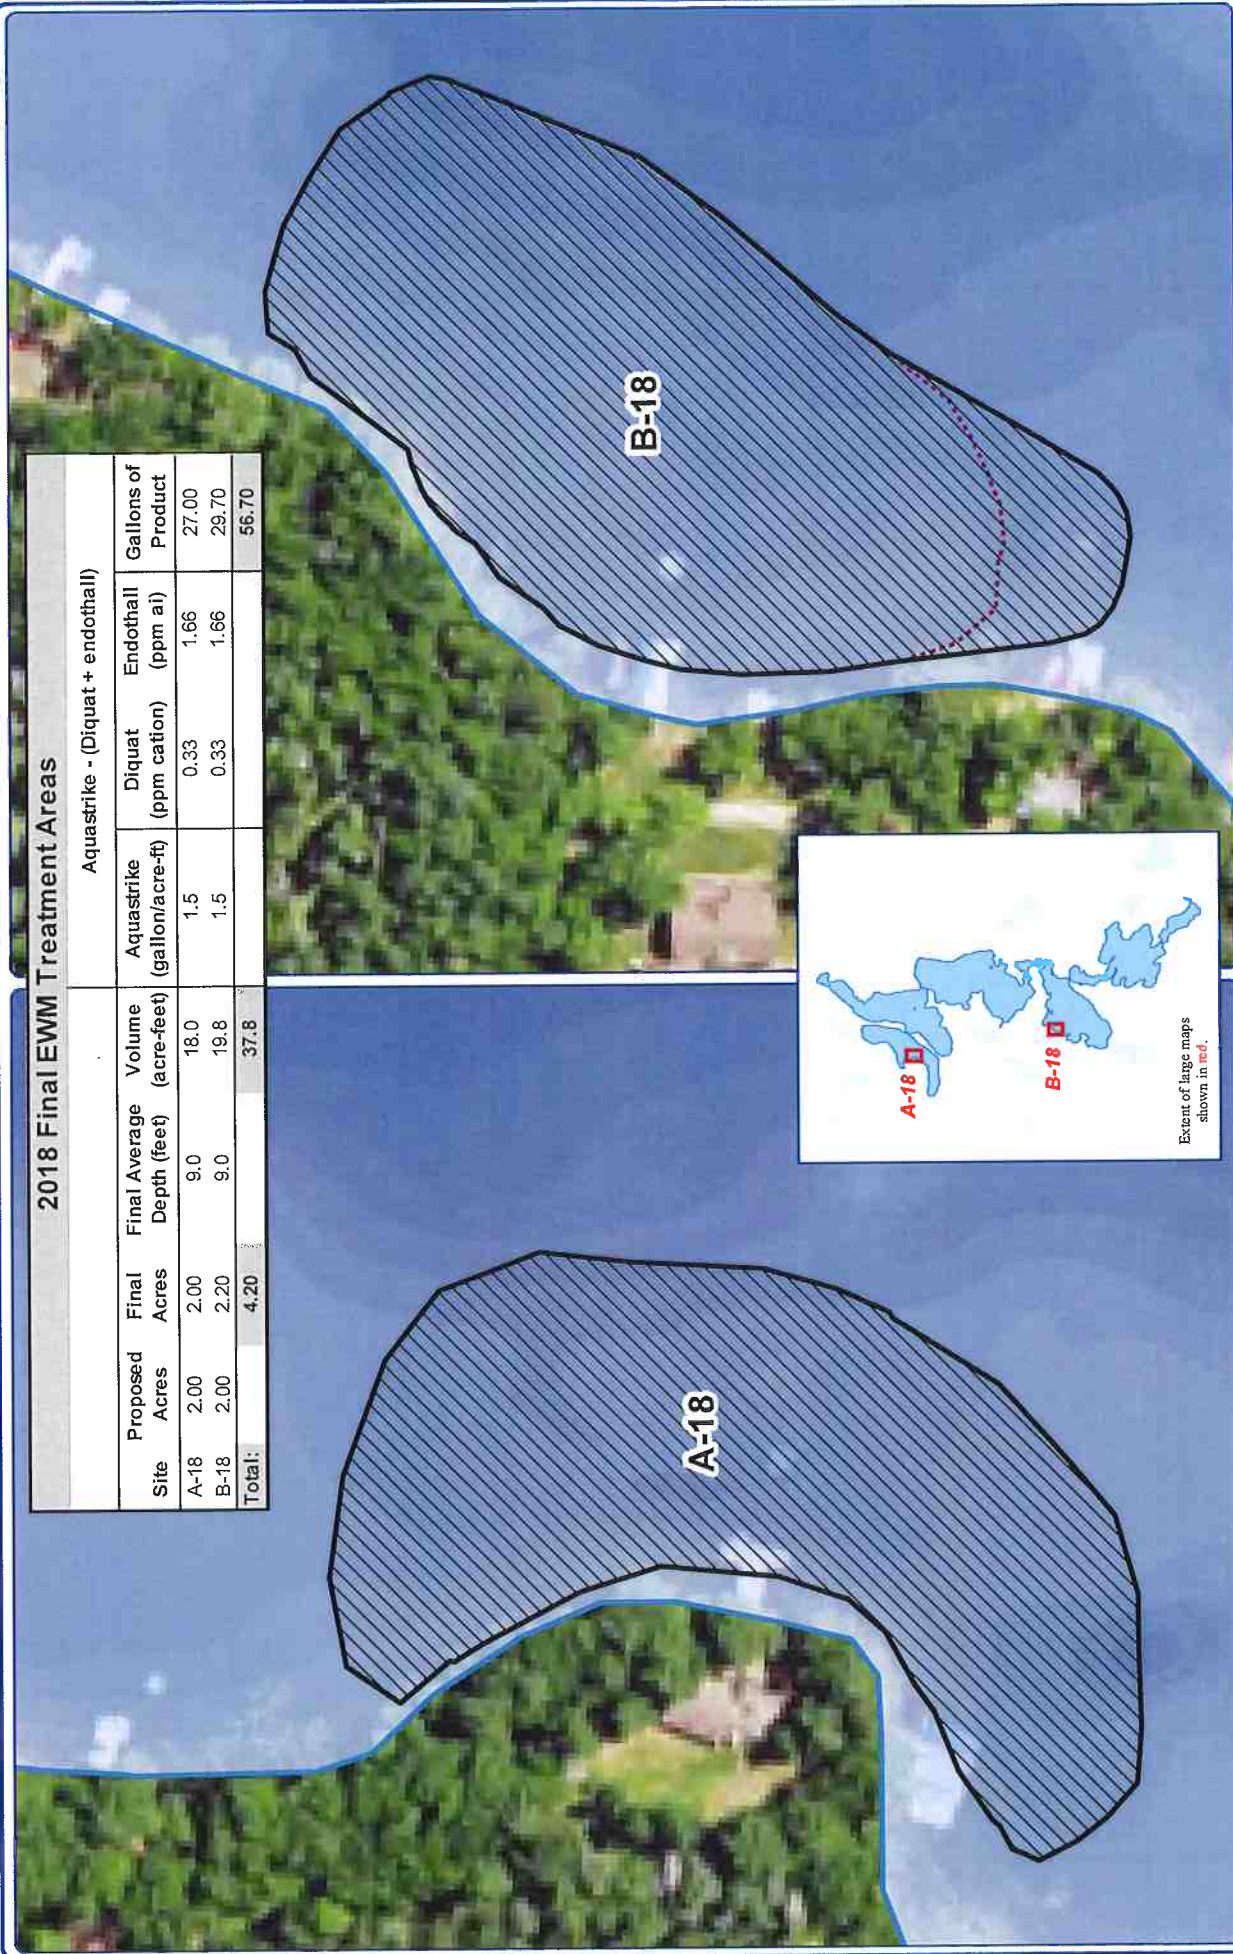 2018 Final EWM Treatment Areas
Aquastrike - (Diquat + endothall)
Site Proposed Acres Final Acres Final Average Depth (feet) Volume (acre-feet) Aquastrike (gallon/acre-ft) Diquat (ppm cation) Endothall (ppm ai) Gallons of Product
A-18 2.00 2.00 9.0 18.0 1.5 0.33 1.66 27.00
B-18 2.00 2.20 9.0 19.8 1.5 0.33 1.66 29.70
Total: 4.20 37.8 56.70
A-18
B-18
A-18
B-18
Extent of large maps
shown in red.